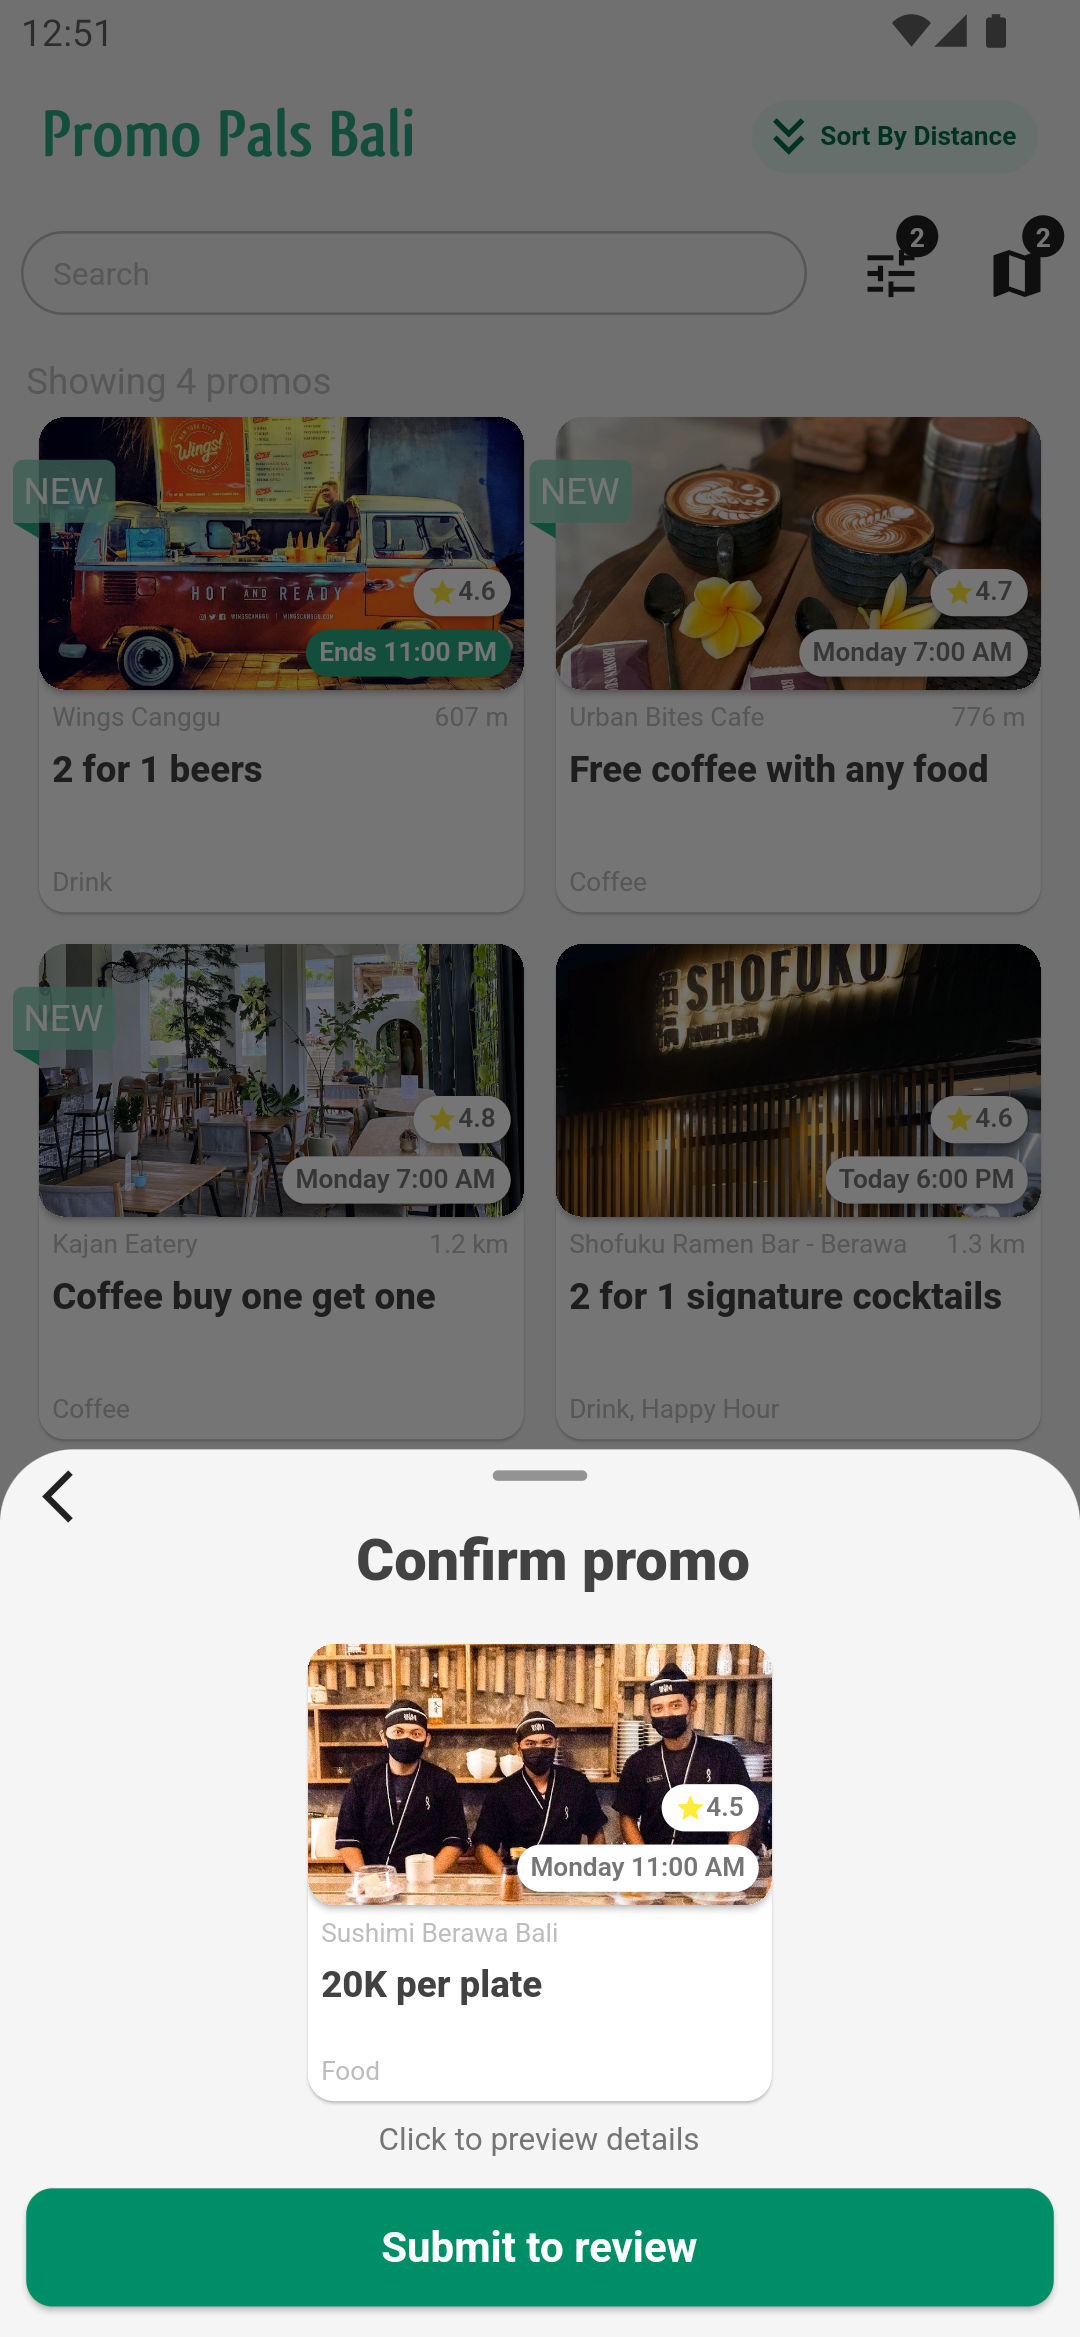 12:51
Promo Pals Bali
Sort By Distance
Search
2
2
Showing 4 promos
NEW
Wings!
HOT AND READY
4.6
Ends 11:00 PM
Wings Canggu
607 m
2 for 1 beers
Drink
NEW
4.7
Monday 7:00 AM
Urban Bites Cafe
776 m
Free coffee with any food
Coffee
NEW
4.8
Monday 7:00 AM
Kajan Eatery
1.2 km
Coffee buy one get one
Coffee
SHOFUKU
RAMEN BAR
4.6
Today 6:00 PM
Shofuku Ramen Bar - Berawa
1.3 km
2 for 1 signature cocktails
Drink, Happy Hour
Confirm promo
4.5
Monday 11:00 AM
Sushimi Berawa Bali
20K per plate
Food
Click to preview details
Submit to review